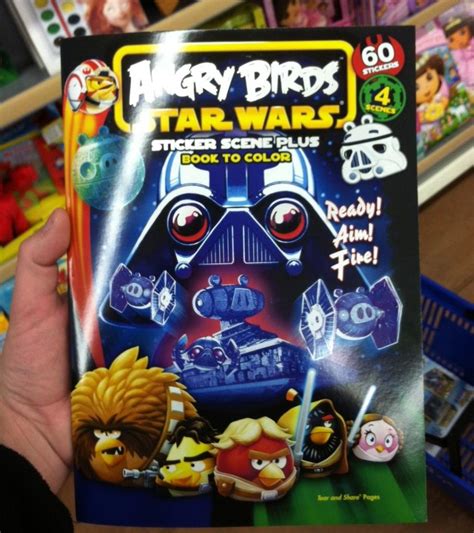 ANGRY BIRDS
STAR WARS
STICKER SCENE PLUS
BOOK TO COLOR
60
STICKERS
4
SCENES
Ready!
Aim!
Fire!
Tear and Share Pages